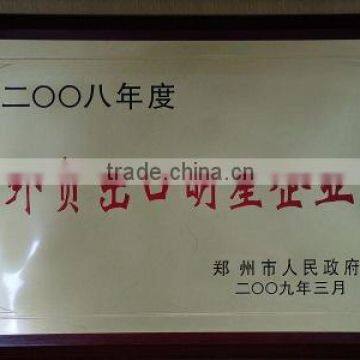 二〇〇八年度
trade.china.cn
外贸出口明星企业
郑州市人民政府
二〇〇九年三月